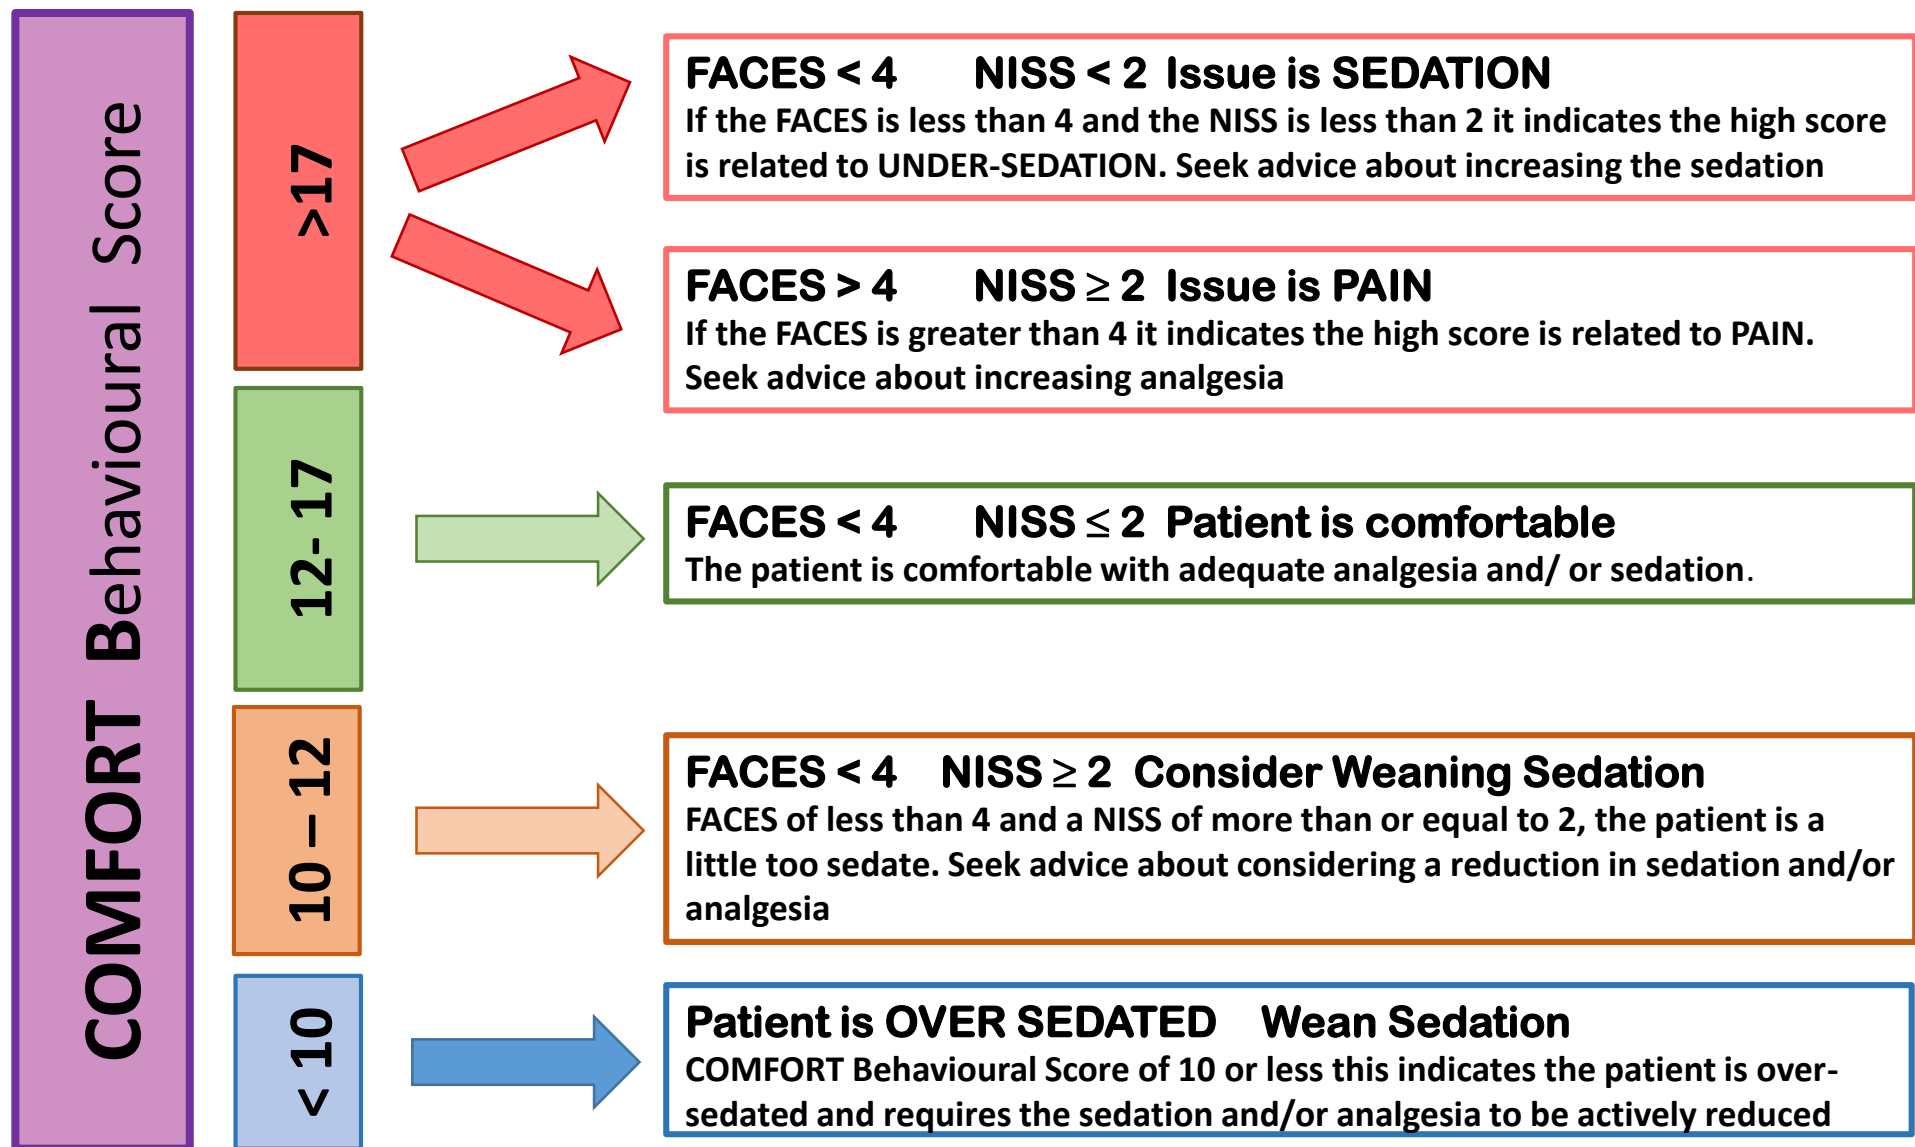 COMFORT Behavioural Score
>17
FACES < 4 NISS < 2 Issue is SEDATION
If the FACES is less than 4 and the NISS is less than 2 it indicates the high score
is related to UNDER-SEDATION. Seek advice about increasing the sedation
FACES > 4 NISS ≥ 2 Issue is PAIN
If the FACES is greater than 4 it indicates the high score is related to PAIN.
Seek advice about increasing analgesia
12- 17
FACES < 4 NISS ≤ 2 Patient is comfortable
The patient is comfortable with adequate analgesia and/ or sedation.
10 – 12
FACES < 4 NISS ≥ 2 Consider Weaning Sedation
FACES of less than 4 and a NISS of more than or equal to 2, the patient is a
little too sedate. Seek advice about considering a reduction in sedation and/or
analgesia
< 10
Patient is OVER SEDATED Wean Sedation
COMFORT Behavioural Score of 10 or less this indicates the patient is over-
sedated and requires the sedation and/or analgesia to be actively reduced